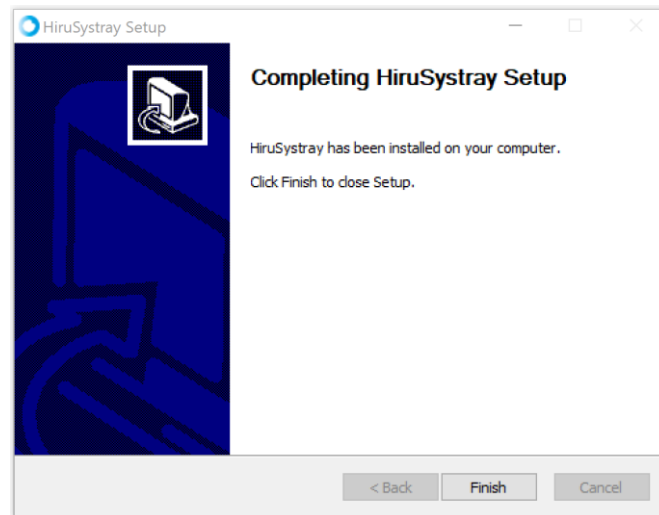 HiruSystray Setup
Completing HiruSystray Setup
HiruSystray has been installed on your computer.
Click Finish to close Setup.
< Back Finish Cancel